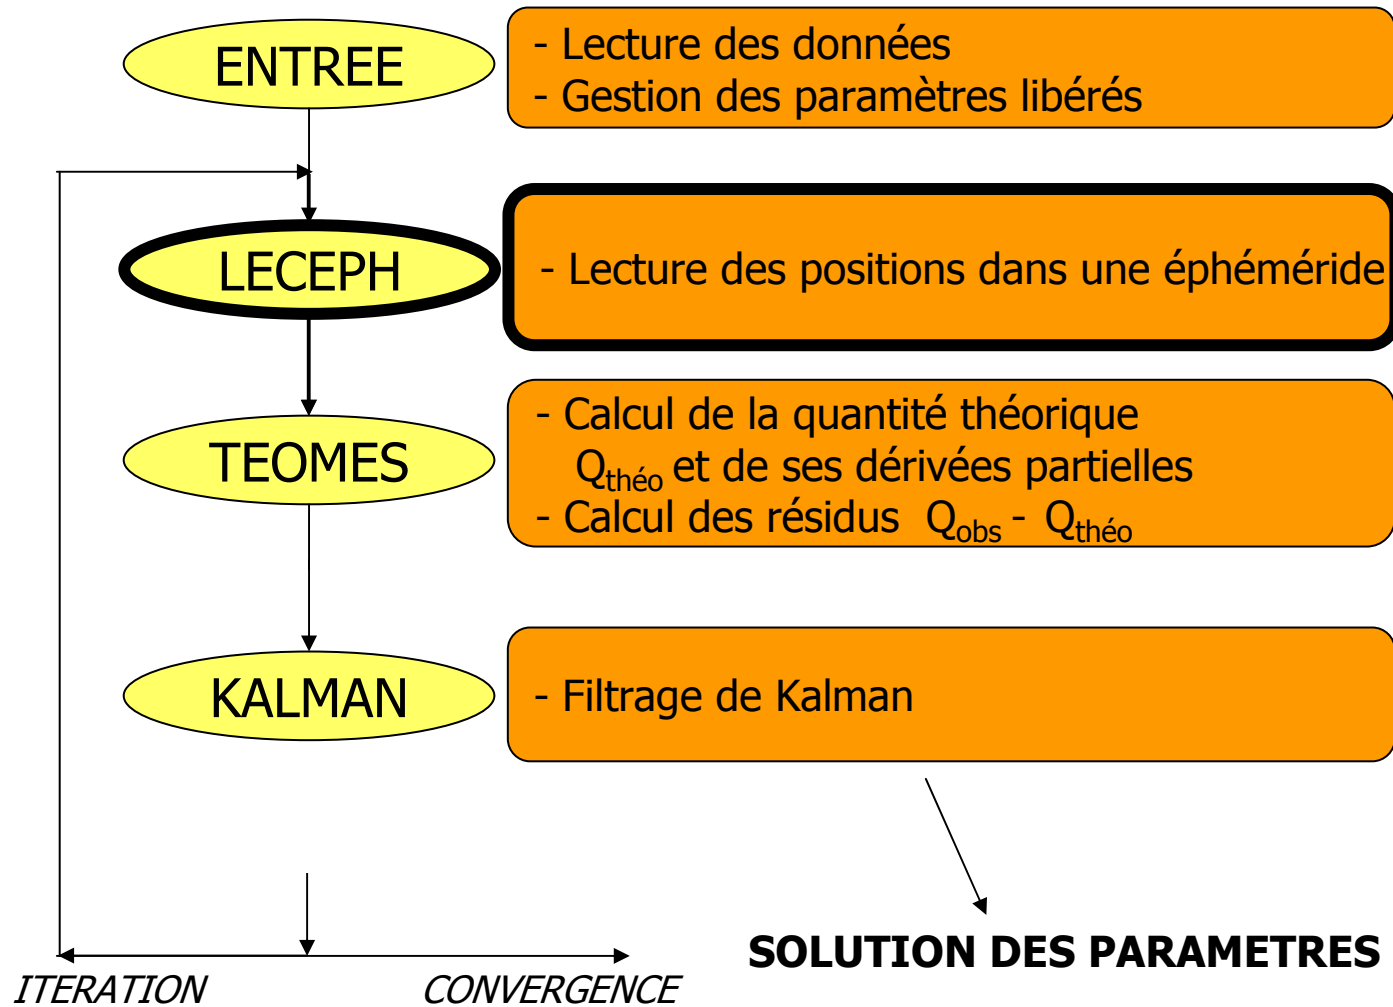 ENTREE
- Lecture des données
- Gestion des paramètres libérés
LECEPH
- Lecture des positions dans une éphéméride
TEOMES
- Calcul de la quantité théorique
Qthéo et de ses dérivées partielles
- Calcul des résidus Qobs - Qthéo
KALMAN
- Filtrage de Kalman
SOLUTION DES PARAMETRES
ITERATION
CONVERGENCE